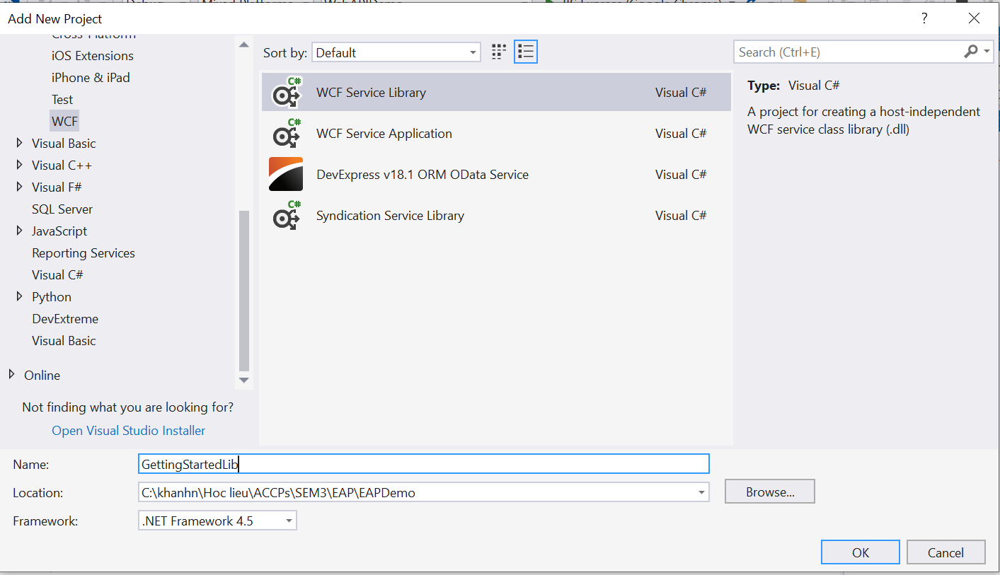 Add New Project
?
iOS Extensions
iPhone & iPad
Test
WCF
Visual Basic
Visual C++
Visual F#
SQL Server
JavaScript
Reporting Services
Visual C#
Python
DevExtreme
Visual Basic
Online
Not finding what you are looking for?
Open Visual Studio Installer
Sort by: Default
C# WCF Service Library Visual C#
C# WCF Service Application Visual C#
DevExpress v18.1 ORM OData Service Visual C#
C# Syndication Service Library Visual C#
Search (Ctrl+E)
Type: Visual C#
A project for creating a host-independent
WCF service class library (.dll)
Name: GettingStartedLib
Location: C:\khanhn\Hoc lieu\ACCPs\SEM3\EAP\EAPDemo Browse...
Framework: .NET Framework 4.5
OK Cancel